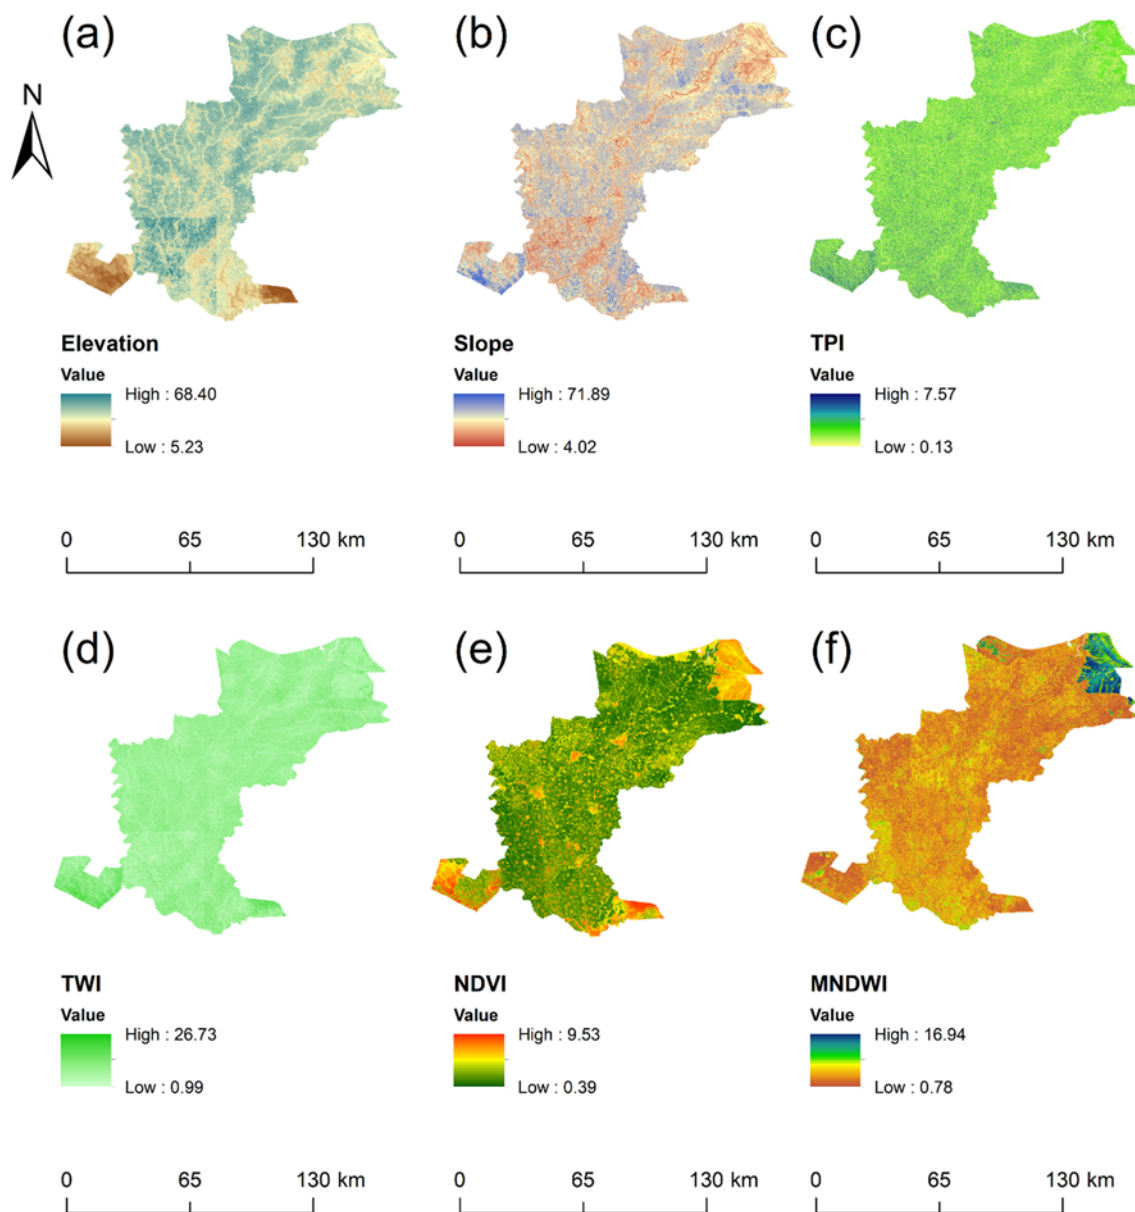 (a)
(b)
(c)
N
Elevation
Value
High : 68.40
Low : 5.23
Slope
Value
High : 71.89
Low : 4.02
TPI
Value
High : 7.57
Low : 0.13
0 65 130 km
0 65 130 km
0 65 130 km
(d)
(e)
(f)
TWI
Value
High : 26.73
Low : 0.99
NDVI
Value
High : 9.53
Low : 0.39
MNDWI
Value
High : 16.94
Low : 0.78
0 65 130 km
0 65 130 km
0 65 130 km